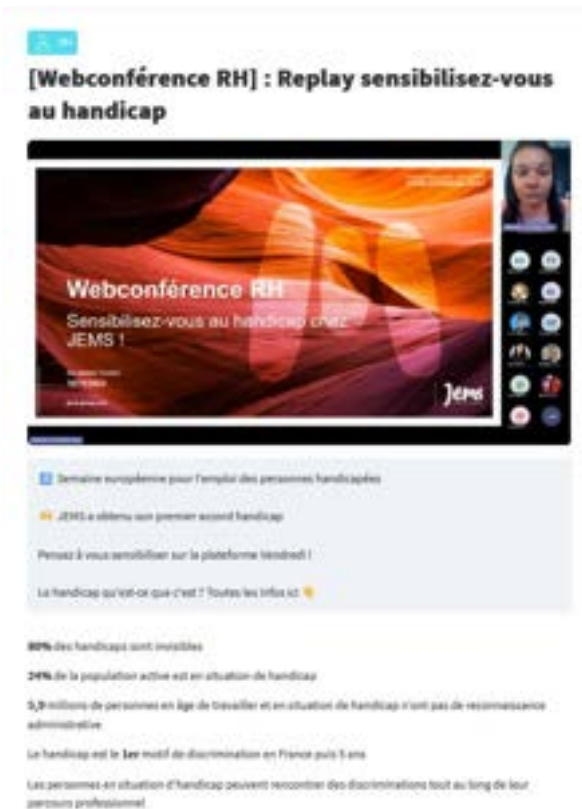 RH
[Webconférence RH] : Replay sensibilisez-vous
au handicap
Webconférence RH
Sensibilisez-vous au handicap chez
JEMS !
Jems
Semaine européenne pour l'emploi des personnes handicapées
JEMS a obtenu son premier accord handicap
Pensez à vous sensibiliser sur la plateforme Vendredi !
Le handicap qu'est-ce que c'est ? Toutes les infos ici
80% des handicaps sont invisibles
24% de la population active est en situation de handicap
5,9 millions de personnes en âge de travailler et en situation de handicap n'ont pas de reconnaissance
administrative
Le handicap est le 1er motif de discrimination en France puis 5 ans
Les personnes en situation d'handicap peuvent rencontrer des discriminations tout au long de leur
parcours professionnel